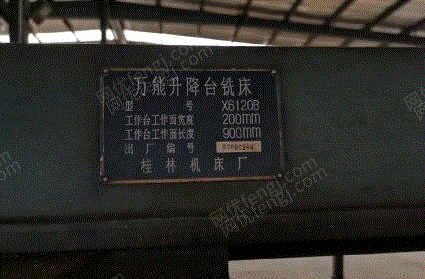 万能升降台铣床
型号 X6120B
工作台工作面宽度 200mm
工作台工作面长度 900mm
出厂编号
桂林机床厂